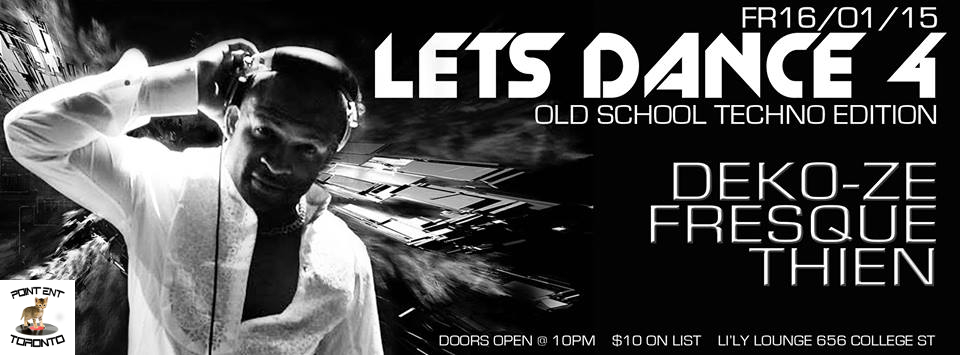 FR16/01/15
LETS DANCE 4
OLD SCHOOL TECHNO EDITION
DEKO-ZE
FRESQUE
THIEN
POINT ENT
TORONTO
DOORS OPEN @ 10PM $10 ON LIST LI'LY LOUNGE 656 COLLEGE ST